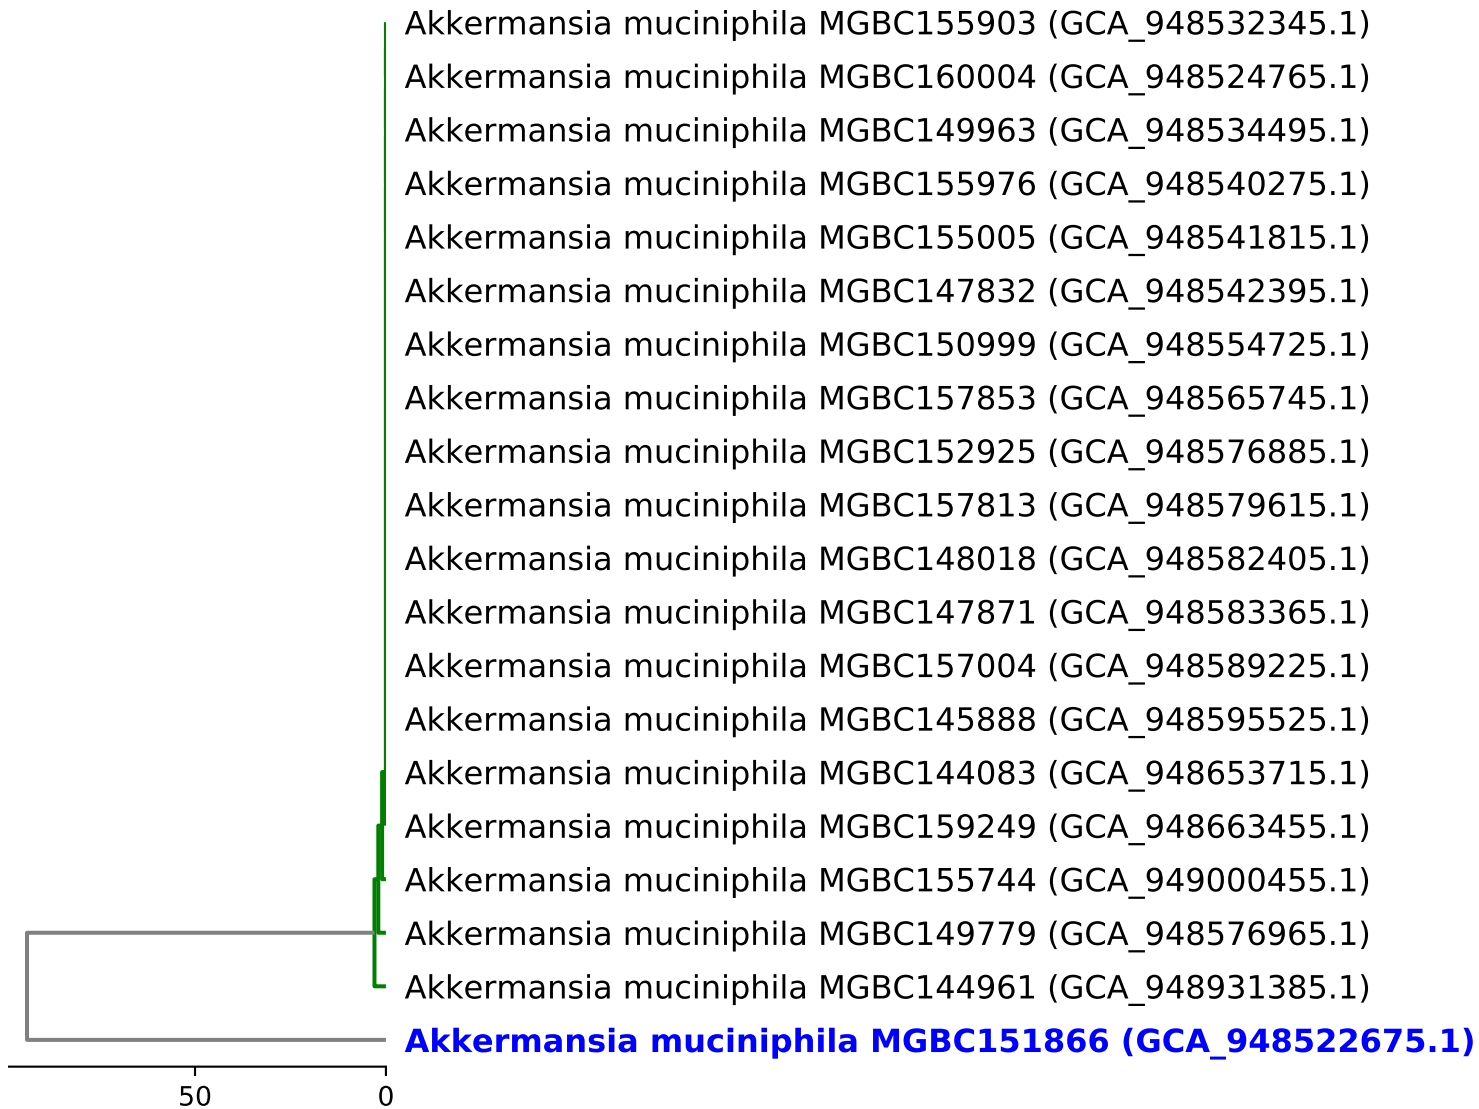 Akkermansia muciniphila MGBC155903 (GCA_948532345.1)
Akkermansia muciniphila MGBC160004 (GCA_948524765.1)
Akkermansia muciniphila MGBC149963 (GCA_948534495.1)
Akkermansia muciniphila MGBC155976 (GCA_948540275.1)
Akkermansia muciniphila MGBC155005 (GCA_948541815.1)
Akkermansia muciniphila MGBC147832 (GCA_948542395.1)
Akkermansia muciniphila MGBC150999 (GCA_948554725.1)
Akkermansia muciniphila MGBC157853 (GCA_948565745.1)
Akkermansia muciniphila MGBC152925 (GCA_948576885.1)
Akkermansia muciniphila MGBC157813 (GCA_948579615.1)
Akkermansia muciniphila MGBC148018 (GCA_948582405.1)
Akkermansia muciniphila MGBC147871 (GCA_948583365.1)
Akkermansia muciniphila MGBC157004 (GCA_948589225.1)
Akkermansia muciniphila MGBC145888 (GCA_948595525.1)
Akkermansia muciniphila MGBC144083 (GCA_948653715.1)
Akkermansia muciniphila MGBC159249 (GCA_948663455.1)
Akkermansia muciniphila MGBC155744 (GCA_949000455.1)
Akkermansia muciniphila MGBC149779 (GCA_948576965.1)
Akkermansia muciniphila MGBC144961 (GCA_948931385.1)
Akkermansia muciniphila MGBC151866 (GCA_948522675.1)
50 0